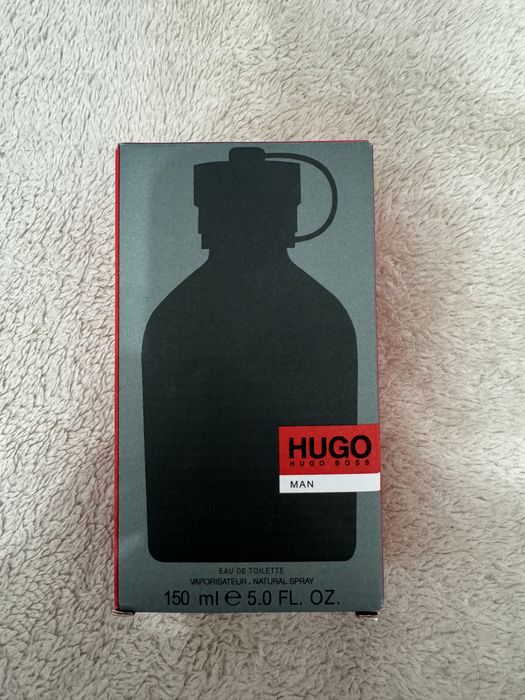 HUGO
HUGO BOSS
MAN
EAU DE TOILETTE
VAPORISATEUR . NATURAL SPRAY
150 ml ℮ 5.0 FL. OZ.